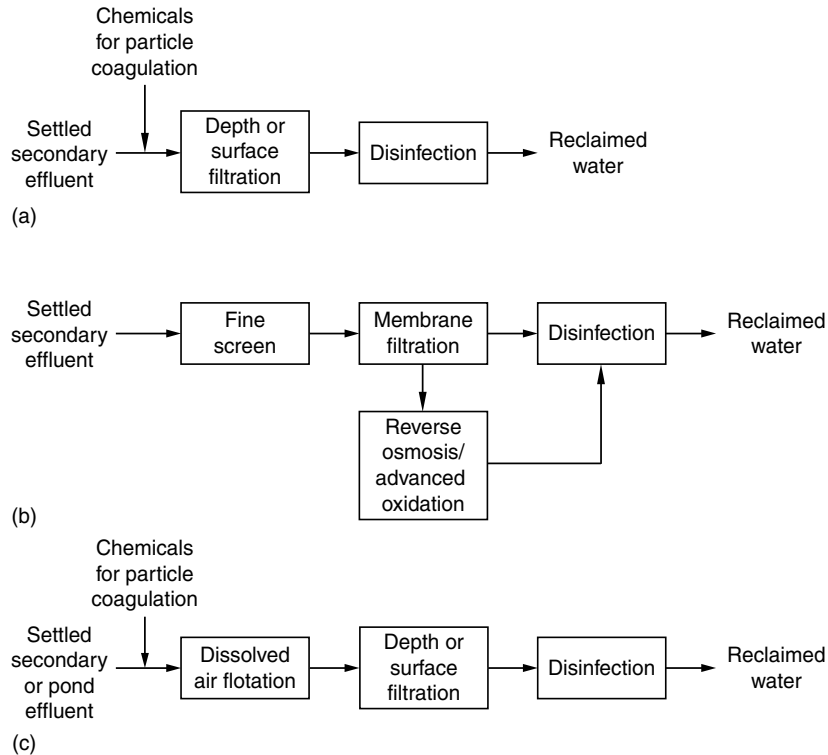 Chemicals
for particle
coagulation
Settled
secondary
effluent
Depth or
surface
filtration
Disinfection
Reclaimed
water
(a)
Settled
secondary
effluent
Fine
screen
Membrane
filtration
Disinfection
Reclaimed
water
Reverse
osmosis/
advanced
oxidation
(b)
Chemicals
for particle
coagulation
Settled
secondary
or pond
effluent
Dissolved
air flotation
Depth or
surface
filtration
Disinfection
Reclaimed
water
(c)